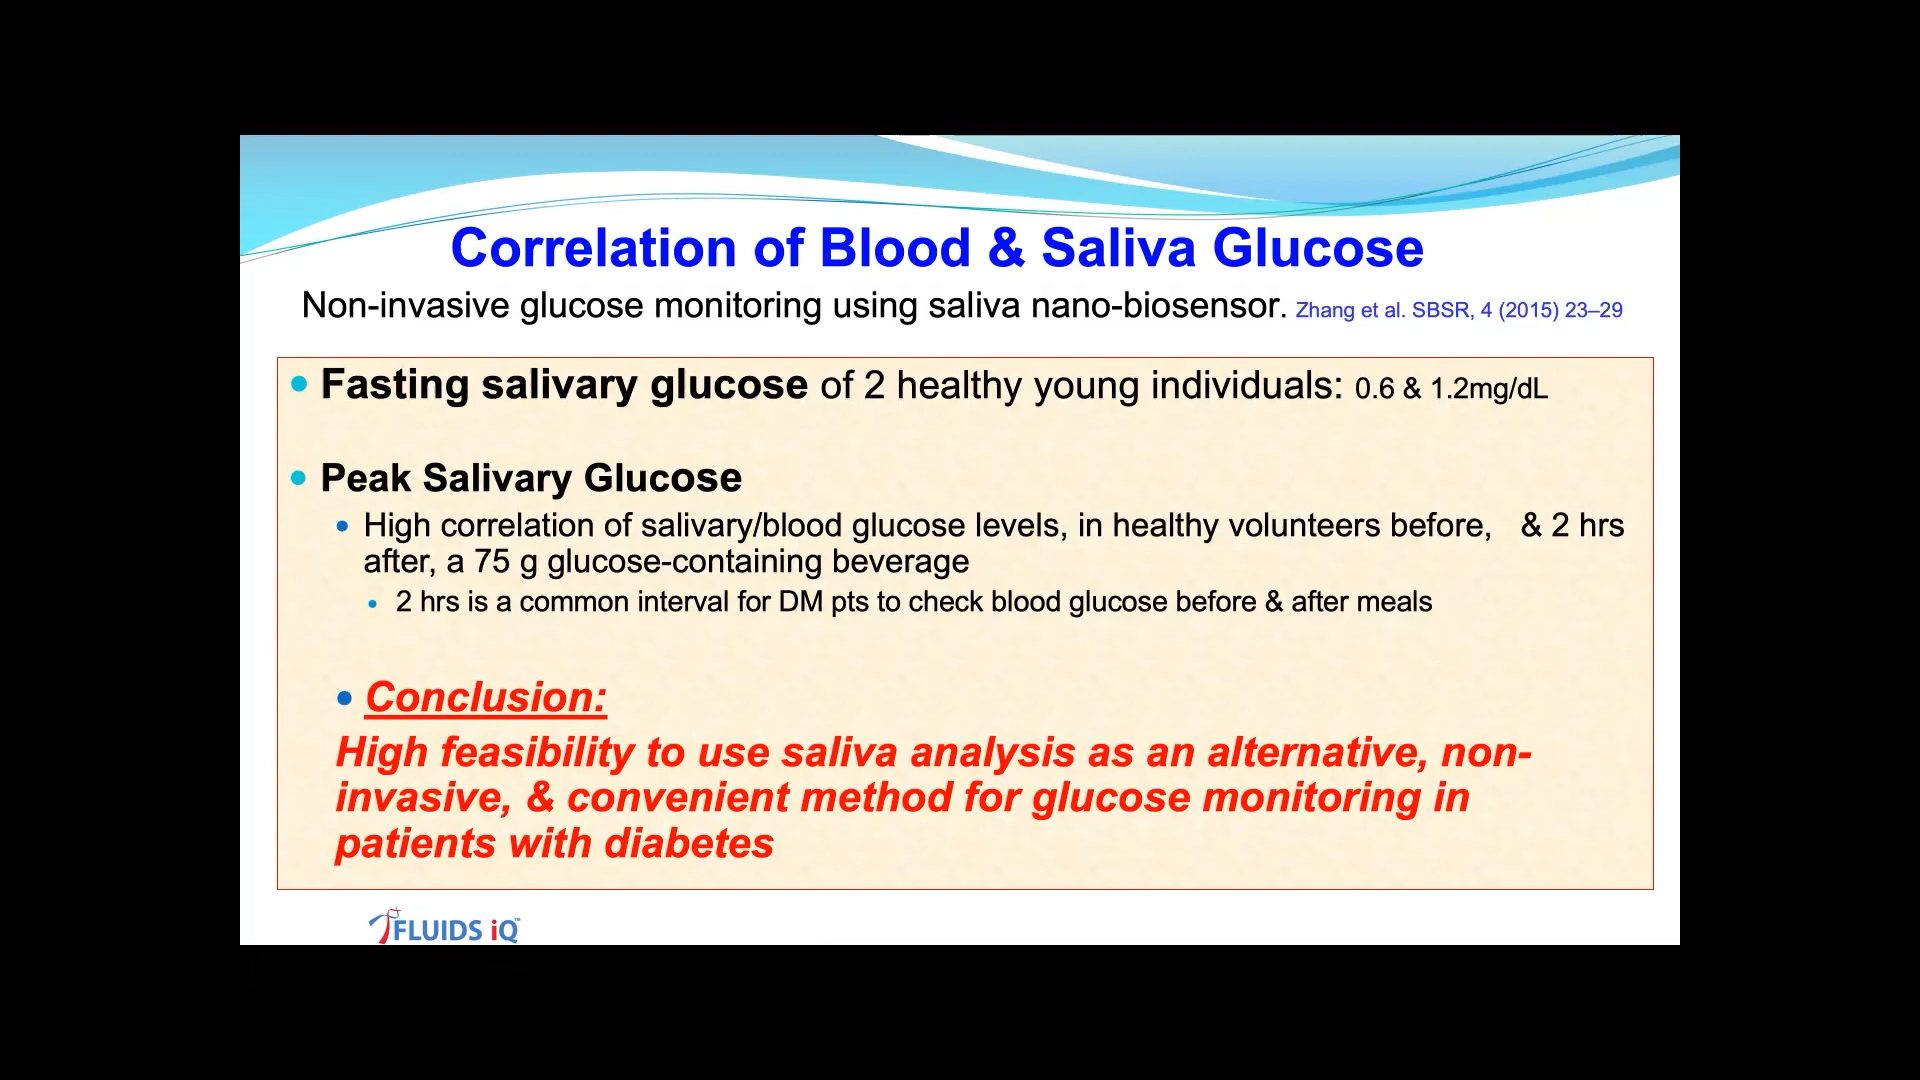 Correlation of Blood & Saliva Glucose
Non-invasive glucose monitoring using saliva nano-biosensor. Zhang et al. SBSR, 4 (2015) 23–29
• Fasting salivary glucose of 2 healthy young individuals: 0.6 & 1.2mg/dL
• Peak Salivary Glucose
• High correlation of salivary/blood glucose levels, in healthy volunteers before, & 2 hrs
after, a 75 g glucose-containing beverage
• 2 hrs is a common interval for DM pts to check blood glucose before & after meals
• Conclusion:
High feasibility to use saliva analysis as an alternative, non-
invasive, & convenient method for glucose monitoring in
patients with diabetes
FLUIDS iQ™